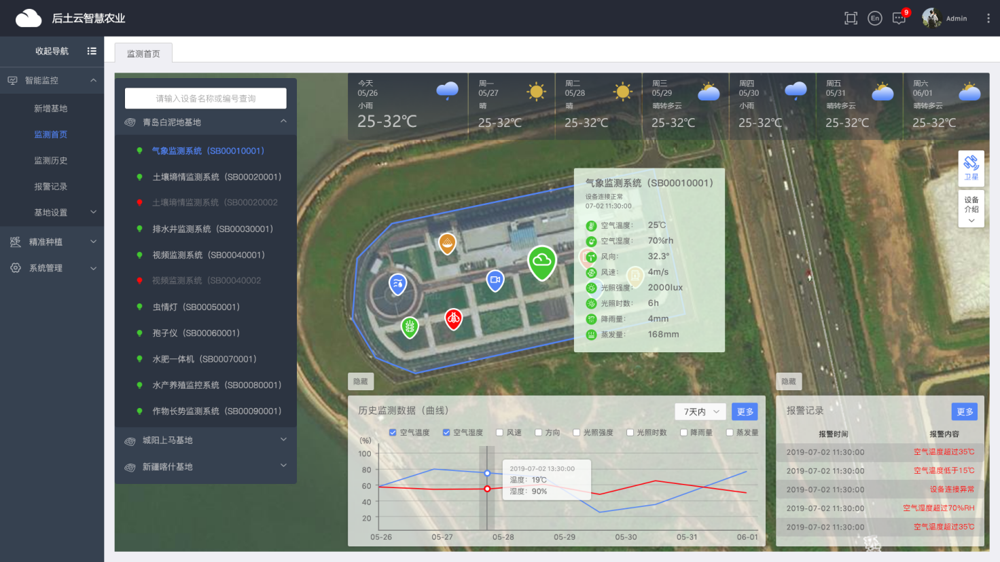 后土云智慧农业
En
9
Admin
收起导航
监测首页
智能监控
新增基地
监测首页
监测历史
报警记录
基地设置
精准种植
系统管理
请输入设备名称或编号查询
青岛白泥地基地
气象监测系统（SB00010001）
土壤墒情监测系统（SB00020001）
土壤墒情监测系统（SB00020002
排水井监测系统（SB00030001）
视频监测系统（SB00040001）
视频监测系统（SB00040002
虫情灯（SB00050001）
孢子仪（SB00060001）
水肥一体机（SB00070001）
水产养殖监控系统（SB00080001）
作物长势监测系统（SB00090001）
城阳上马基地
新疆喀什基地
今天
05/26
小雨
25-32℃
周一
05/27
晴
25-32℃
周二
05/28
晴
25-32℃
周三
05/29
晴转多云
25-32℃
周四
05/30
小雨
25-32℃
周五
05/31
晴转多云
25-32℃
周六
06/01
晴转多云
25-32℃
卫星
设备
介绍
气象监测系统（SB00010001）
设备连接正常
07-02 11:30:00
空气温度： 25℃
空气湿度： 70%rh
风向： 32.3°
风速： 4m/s
光照强度： 2000lux
光照时数： 6h
降雨量： 4mm
蒸发量： 168mm
隐藏
历史监测数据（曲线）
7天内
更多
空气温度 空气湿度 风速 方向 光照强度 光照时数 降雨量 蒸发量
(%)
100
80
60
40
20
05-26 05-27 05-28 05-29 05-30 05-31 06-01
2019-07-02 13:30:00
温度：19℃
湿度：90%
隐藏
报警记录
更多
报警时间 报警内容
2019-07-02 11:30:00 空气温度超过35℃
2019-07-02 11:30:00 空气温度低于15℃
2019-07-02 11:30:00 设备连接异常
2019-07-02 11:30:00 空气湿度超过70%RH
2019-07-02 11:30:00 空气温度超过35℃